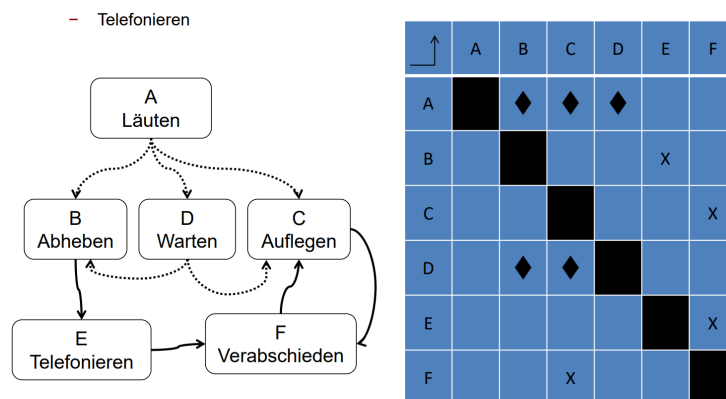 – Telefonieren
A
Läuten
B
Abheben
D
Warten
C
Auflegen
E
Telefonieren
F
Verabschieden
A B C D E F
A
B X
C X
D
E X
F X